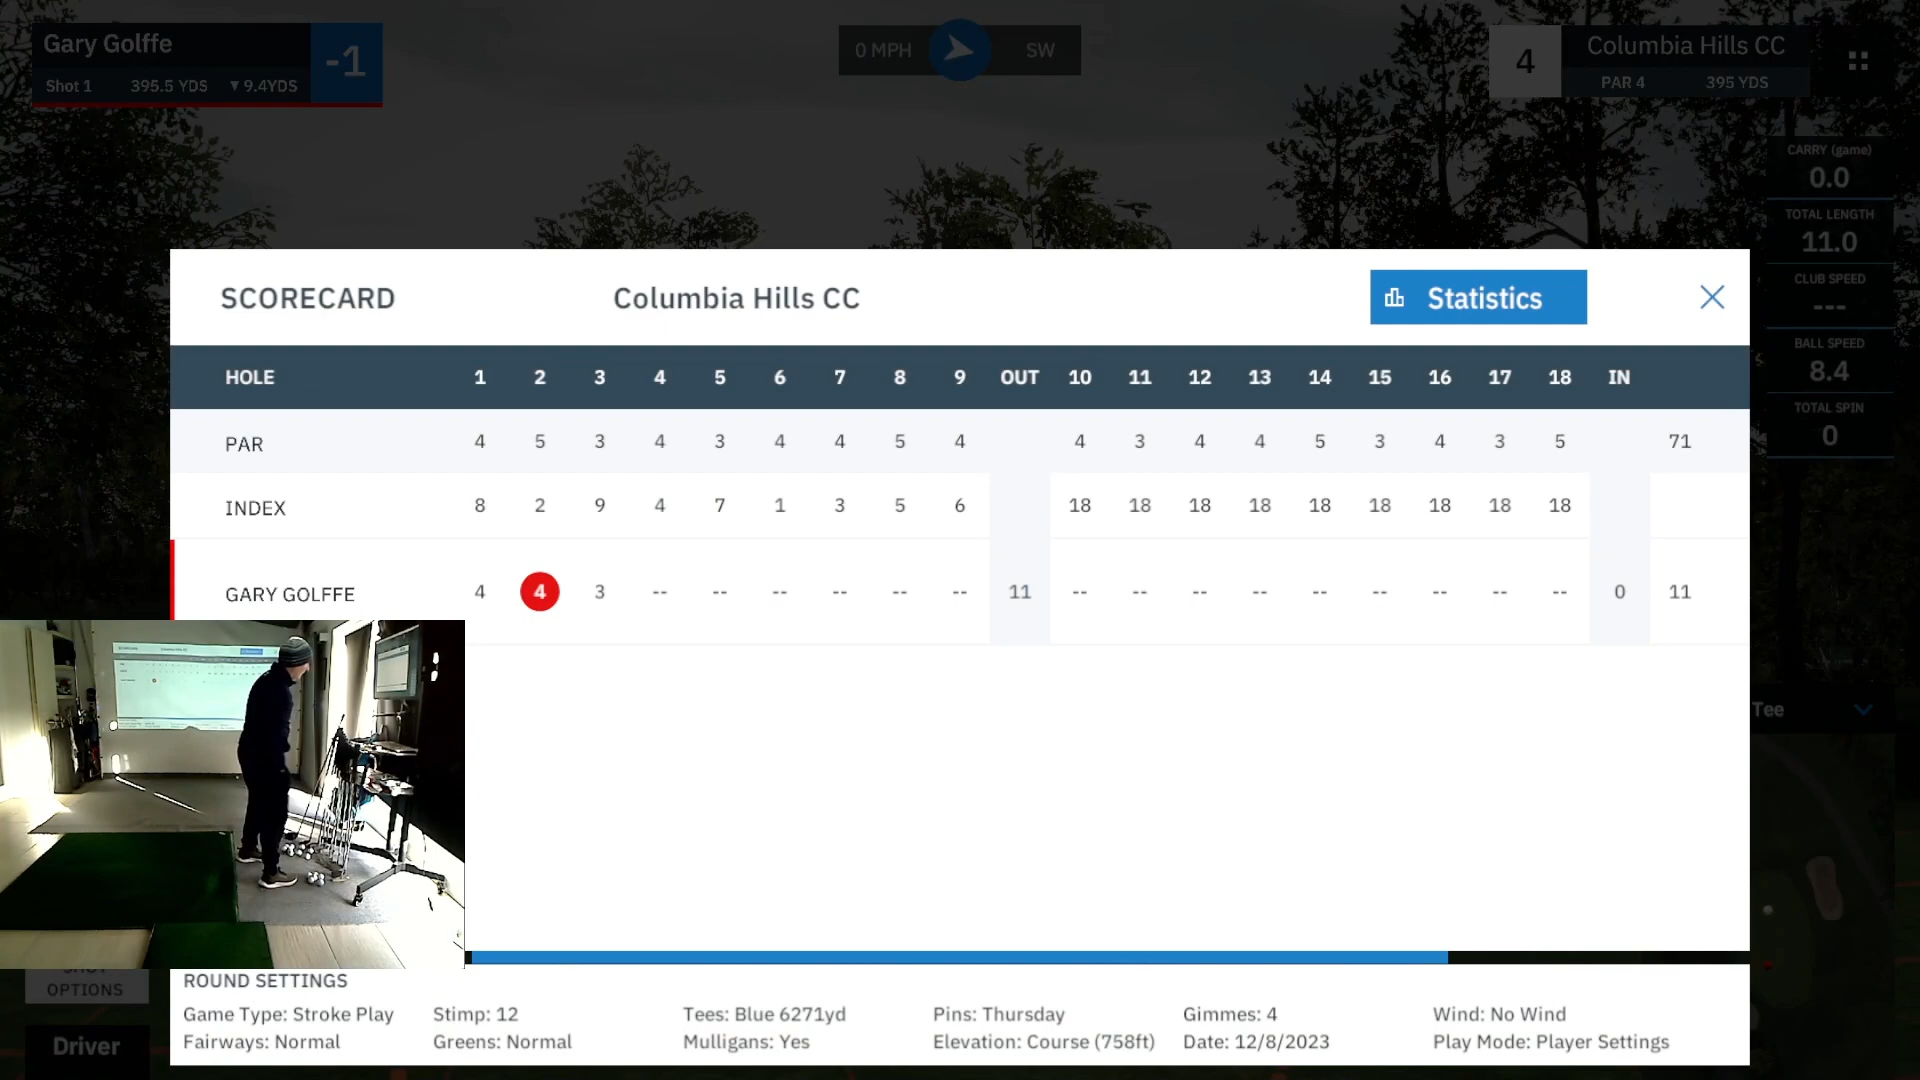 Gary Golffe
-1
Shot 1 395.5 YDS ▼9.4YDS
0 MPH SW
4
Columbia Hills CC
PAR 4 395 YDS
CARRY (game)
0.0
TOTAL LENGTH
11.0
CLUB SPEED
---
BALL SPEED
8.4
TOTAL SPIN
0
SCORECARD Columbia Hills CC Statistics
HOLE 1 2 3 4 5 6 7 8 9 OUT 10 11 12 13 14 15 16 17 18 IN
PAR 4 5 3 4 3 4 4 5 4 4 3 4 4 5 3 4 3 5 71
INDEX 8 2 9 4 7 1 3 5 6 18 18 18 18 18 18 18 18 18
GARY GOLFFE 4 4 3 -- -- -- -- -- -- 11 -- -- -- -- -- -- -- -- -- 0 11
Tee
OPTIONS
Driver
ROUND SETTINGS
Game Type: Stroke Play Stimp: 12 Tees: Blue 6271yd Pins: Thursday Gimmes: 4 Wind: No Wind
Fairways: Normal Greens: Normal Mulligans: Yes Elevation: Course (758ft) Date: 12/8/2023 Play Mode: Player Settings